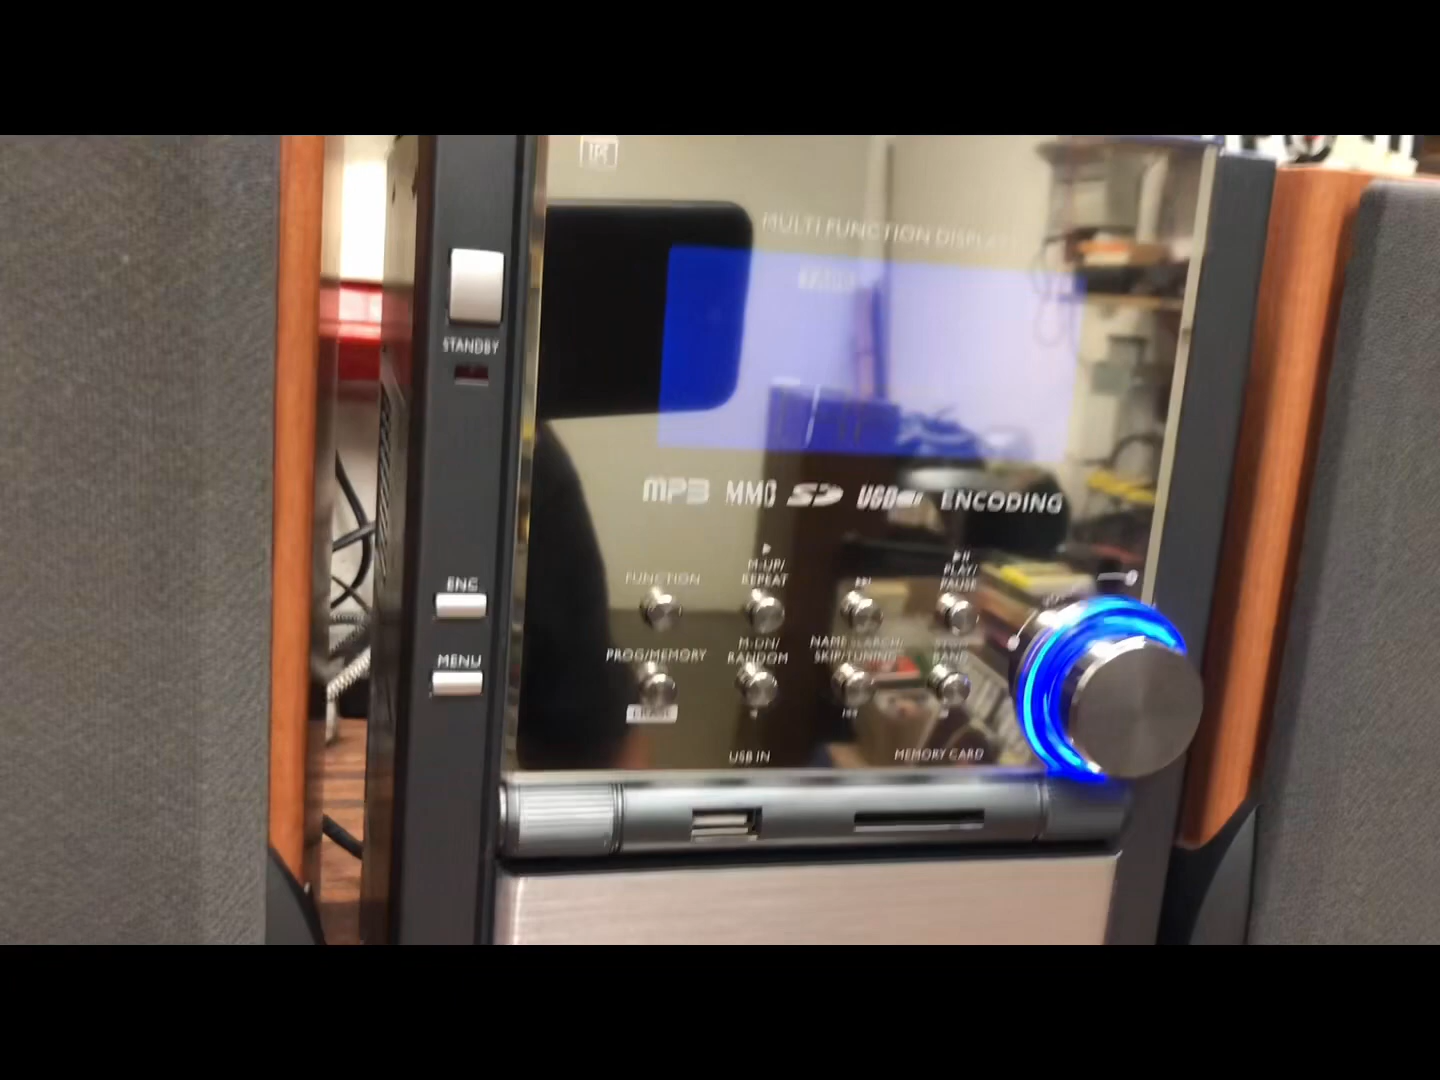 MULTI FUNCTION DISPLAY
STANDBY
MP3 MMC SD USB ENCODING
FUNCTION
M-UP/
REPEAT
PLAY/
PAUSE
ENC
PROG/MEMORY
M-DN/
RANDOM
NAME SEARCH/
SKIP/TUNING
BAND
MENU
USB IN
MEMORY CARD